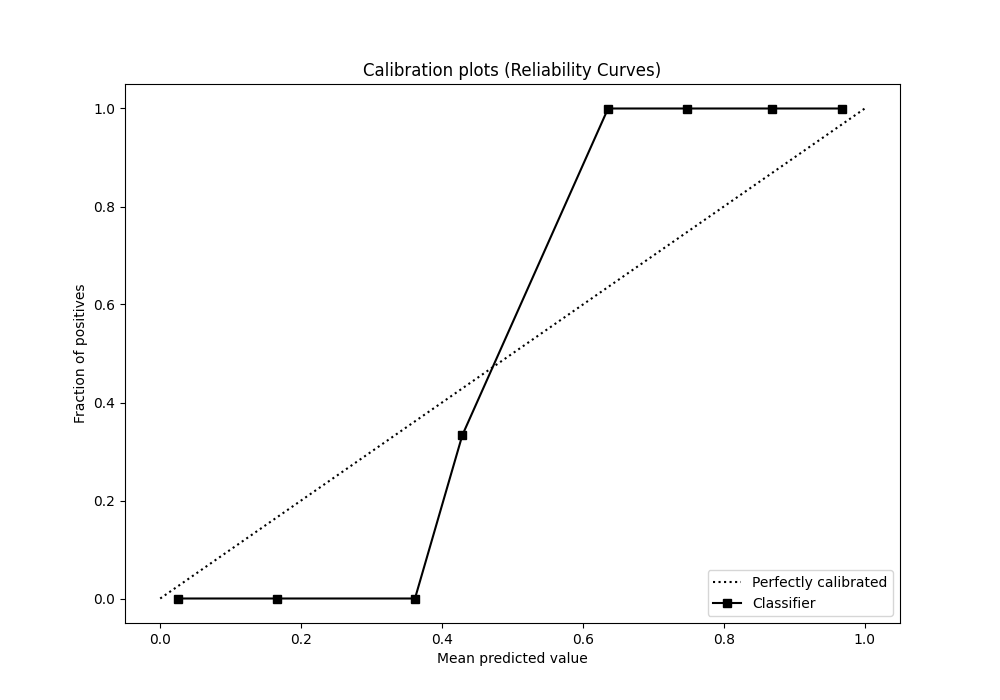 Calibration plots (Reliability Curves)
1.0
0.8
0.6
0.4
0.2
0.0
Fraction of positives
0.0 0.2 0.4 0.6 0.8 1.0
Mean predicted value
Perfectly calibrated
Classifier